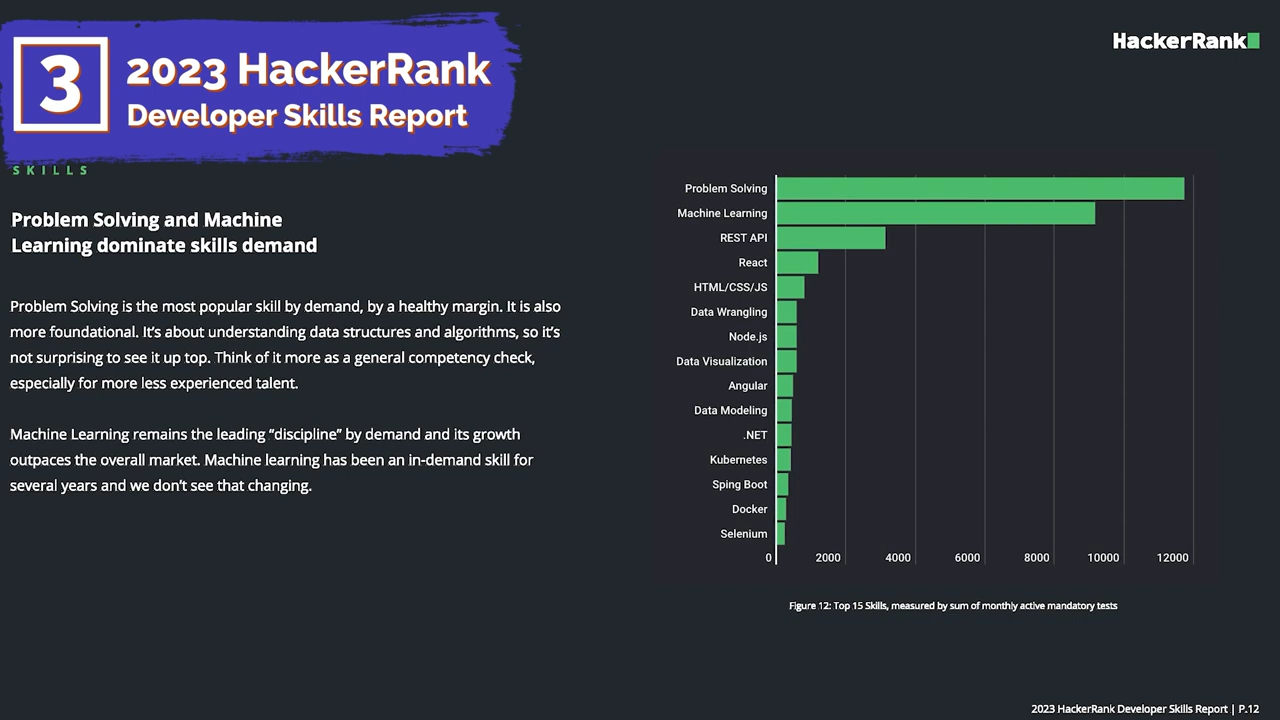 3
2023 HackerRank
Developer Skills Report
HackerRank
SKILLS
Problem Solving and Machine
Learning dominate skills demand
Problem Solving is the most popular skill by demand, by a healthy margin. It is also
more foundational. It’s about understanding data structures and algorithms, so it’s
not surprising to see it up top. Think of it more as a general competency check,
especially for more less experienced talent.
Machine Learning remains the leading “discipline” by demand and its growth
outpaces the overall market. Machine learning has been an in-demand skill for
several years and we don’t see that changing.
Problem Solving
Machine Learning
REST API
React
HTML/CSS/JS
Data Wrangling
Node.js
Data Visualization
Angular
Data Modeling
.NET
Kubernetes
Sping Boot
Docker
Selenium
0 2000 4000 6000 8000 10000 12000
Figure 12: Top 15 Skills, measured by sum of monthly active mandatory tests
2023 HackerRank Developer Skills Report | P.12